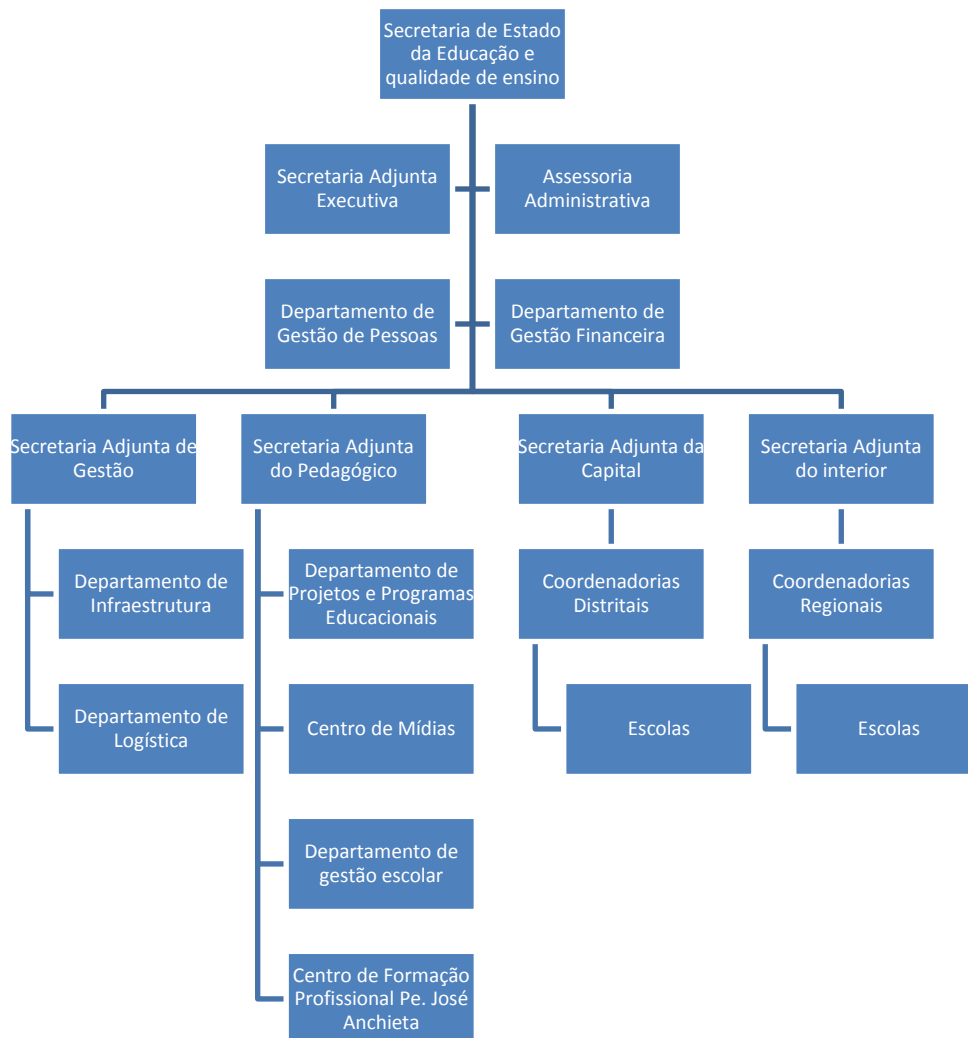 Secretaria de Estado
da Educação e
qualidade de ensino
Secretaria Adjunta
Executiva
Assessoria
Administrativa
Departamento de
Gestão de Pessoas
Departamento de
Gestão Financeira
Secretaria Adjunta de
Gestão
Secretaria Adjunta
do Pedagógico
Secretaria Adjunta da
Capital
Secretaria Adjunta
do interior
Departamento de
Infraestrutura
Departamento de
Projetos e Programas
Educacionais
Coordenadorias
Distritais
Coordenadorias
Regionais
Departamento de
Logística
Centro de Mídias
Escolas
Escolas
Departamento de
gestão escolar
Centro de Formação
Profissional Pe. José
Anchieta